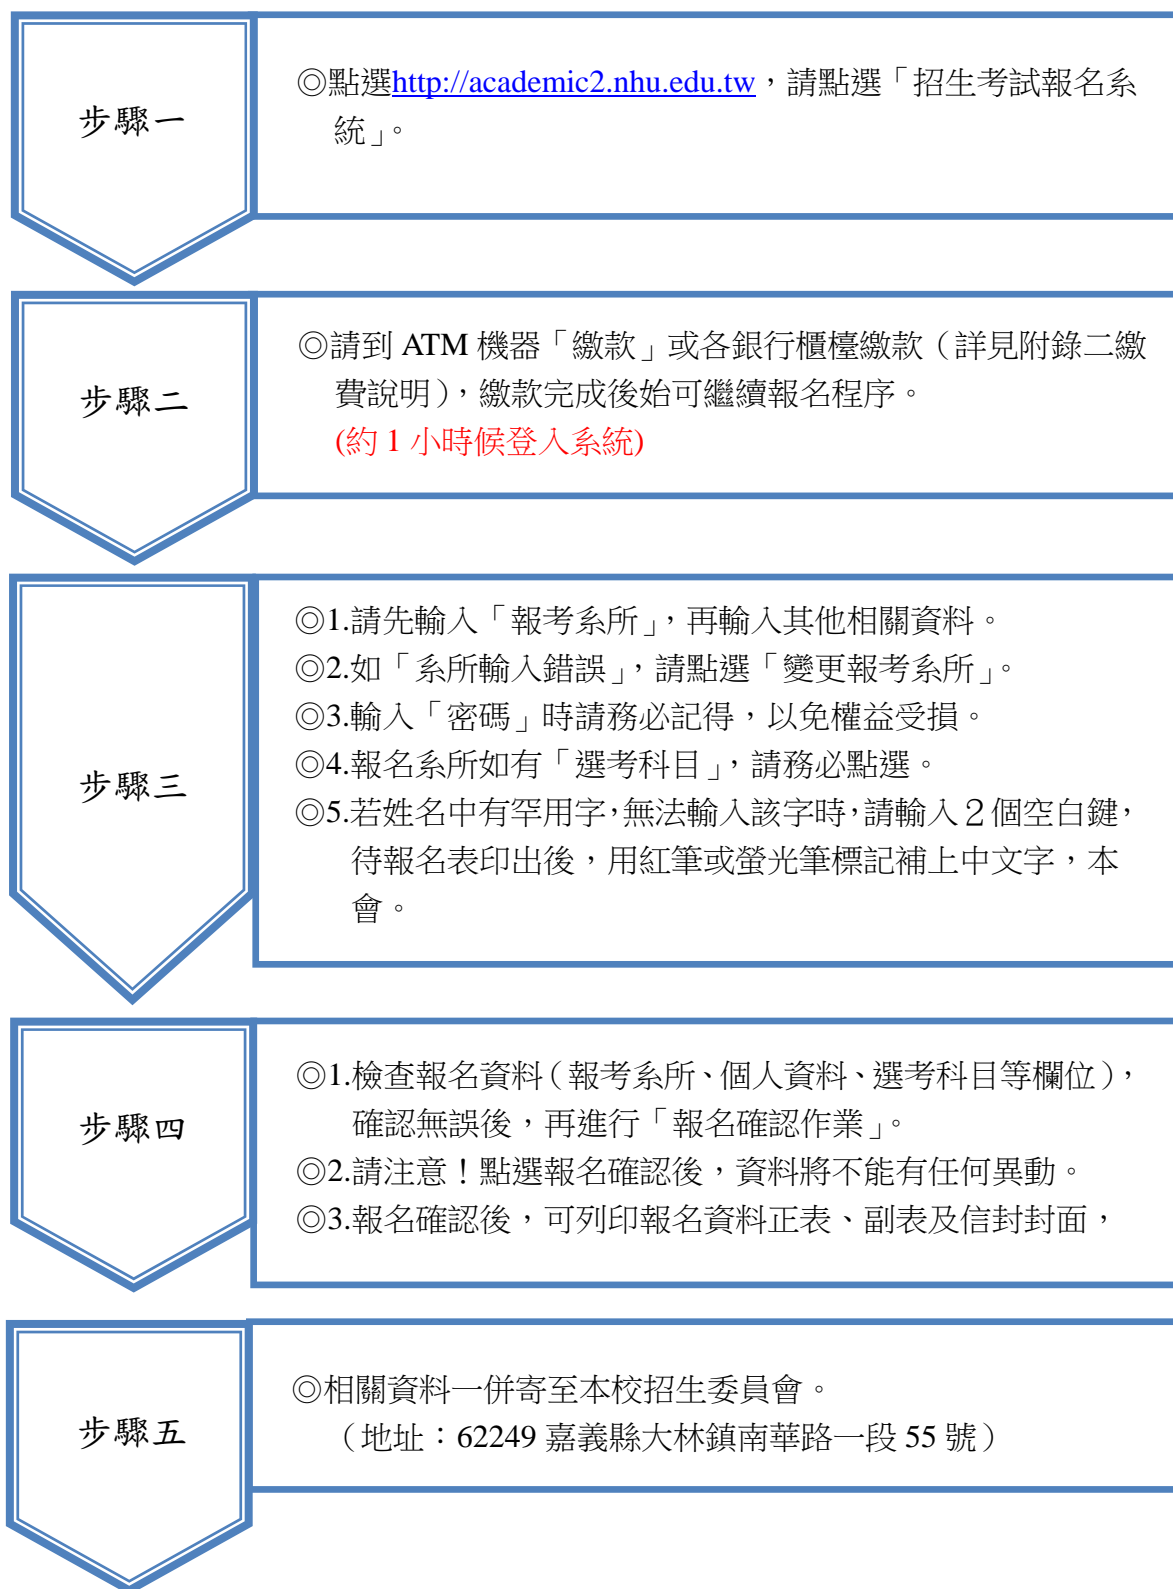 步驟一
◎點選http://academic2.nhu.edu.tw，請點選「招生考試報名系
統」。
步驟二
◎請到 ATM 機器「繳款」或各銀行櫃檯繳款（詳見附錄二繳
費說明），繳款完成後始可繼續報名程序。
(約 1 小時候登入系統)
步驟三
◎1.請先輸入「報考系所」，再輸入其他相關資料。
◎2.如「系所輸入錯誤」，請點選「變更報考系所」。
◎3.輸入「密碼」時請務必記得，以免權益受損。
◎4.報名系所如有「選考科目」，請務必點選。
◎5.若姓名中有罕用字，無法輸入該字時，請輸入２個空白鍵，
待報名表印出後，用紅筆或螢光筆標記補上中文字，本
會。
步驟四
◎1.檢查報名資料（報考系所、個人資料、選考科目等欄位），
確認無誤後，再進行「報名確認作業」。
◎2.請注意！點選報名確認後，資料將不能有任何異動。
◎3.報名確認後，可列印報名資料正表、副表及信封封面，
步驟五
◎相關資料一併寄至本校招生委員會。
（地址：62249 嘉義縣大林鎮南華路一段 55 號）